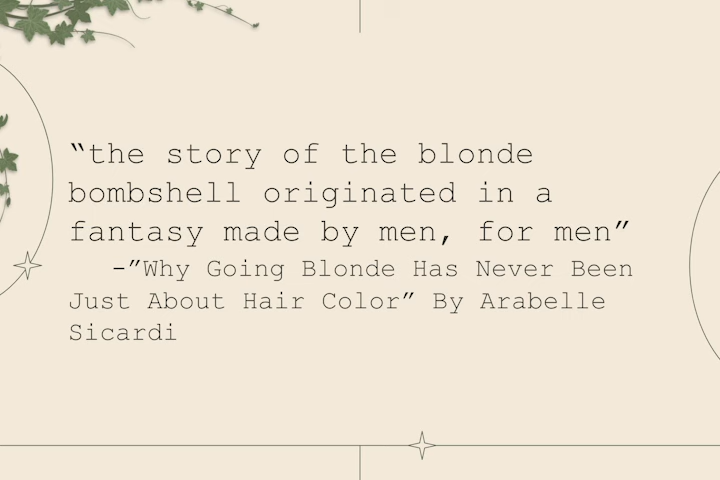 “the story of the blonde
bombshell originated in a
fantasy made by men, for men”
-”Why Going Blonde Has Never Been
Just About Hair Color” By Arabelle
Sicardi